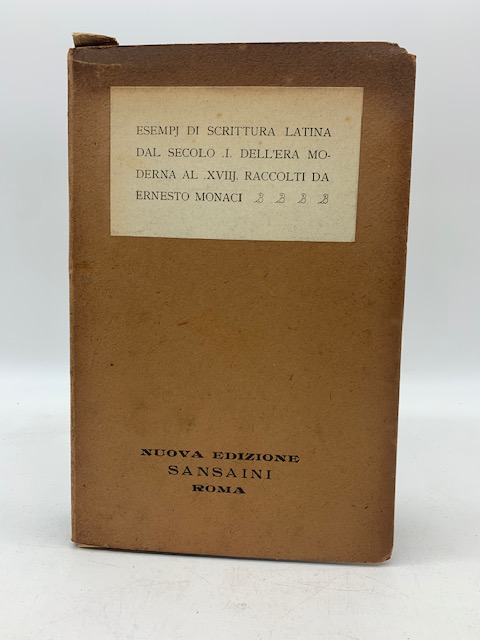 ESEMPJ DI SCRITTURA LATINA
DAL SECOLO .I. DELL'ERA MO-
DERNA AL .XVIIJ. RACCOLTI DA
ERNESTO MONACI
NUOVA EDIZIONE
SANSAINI
ROMA